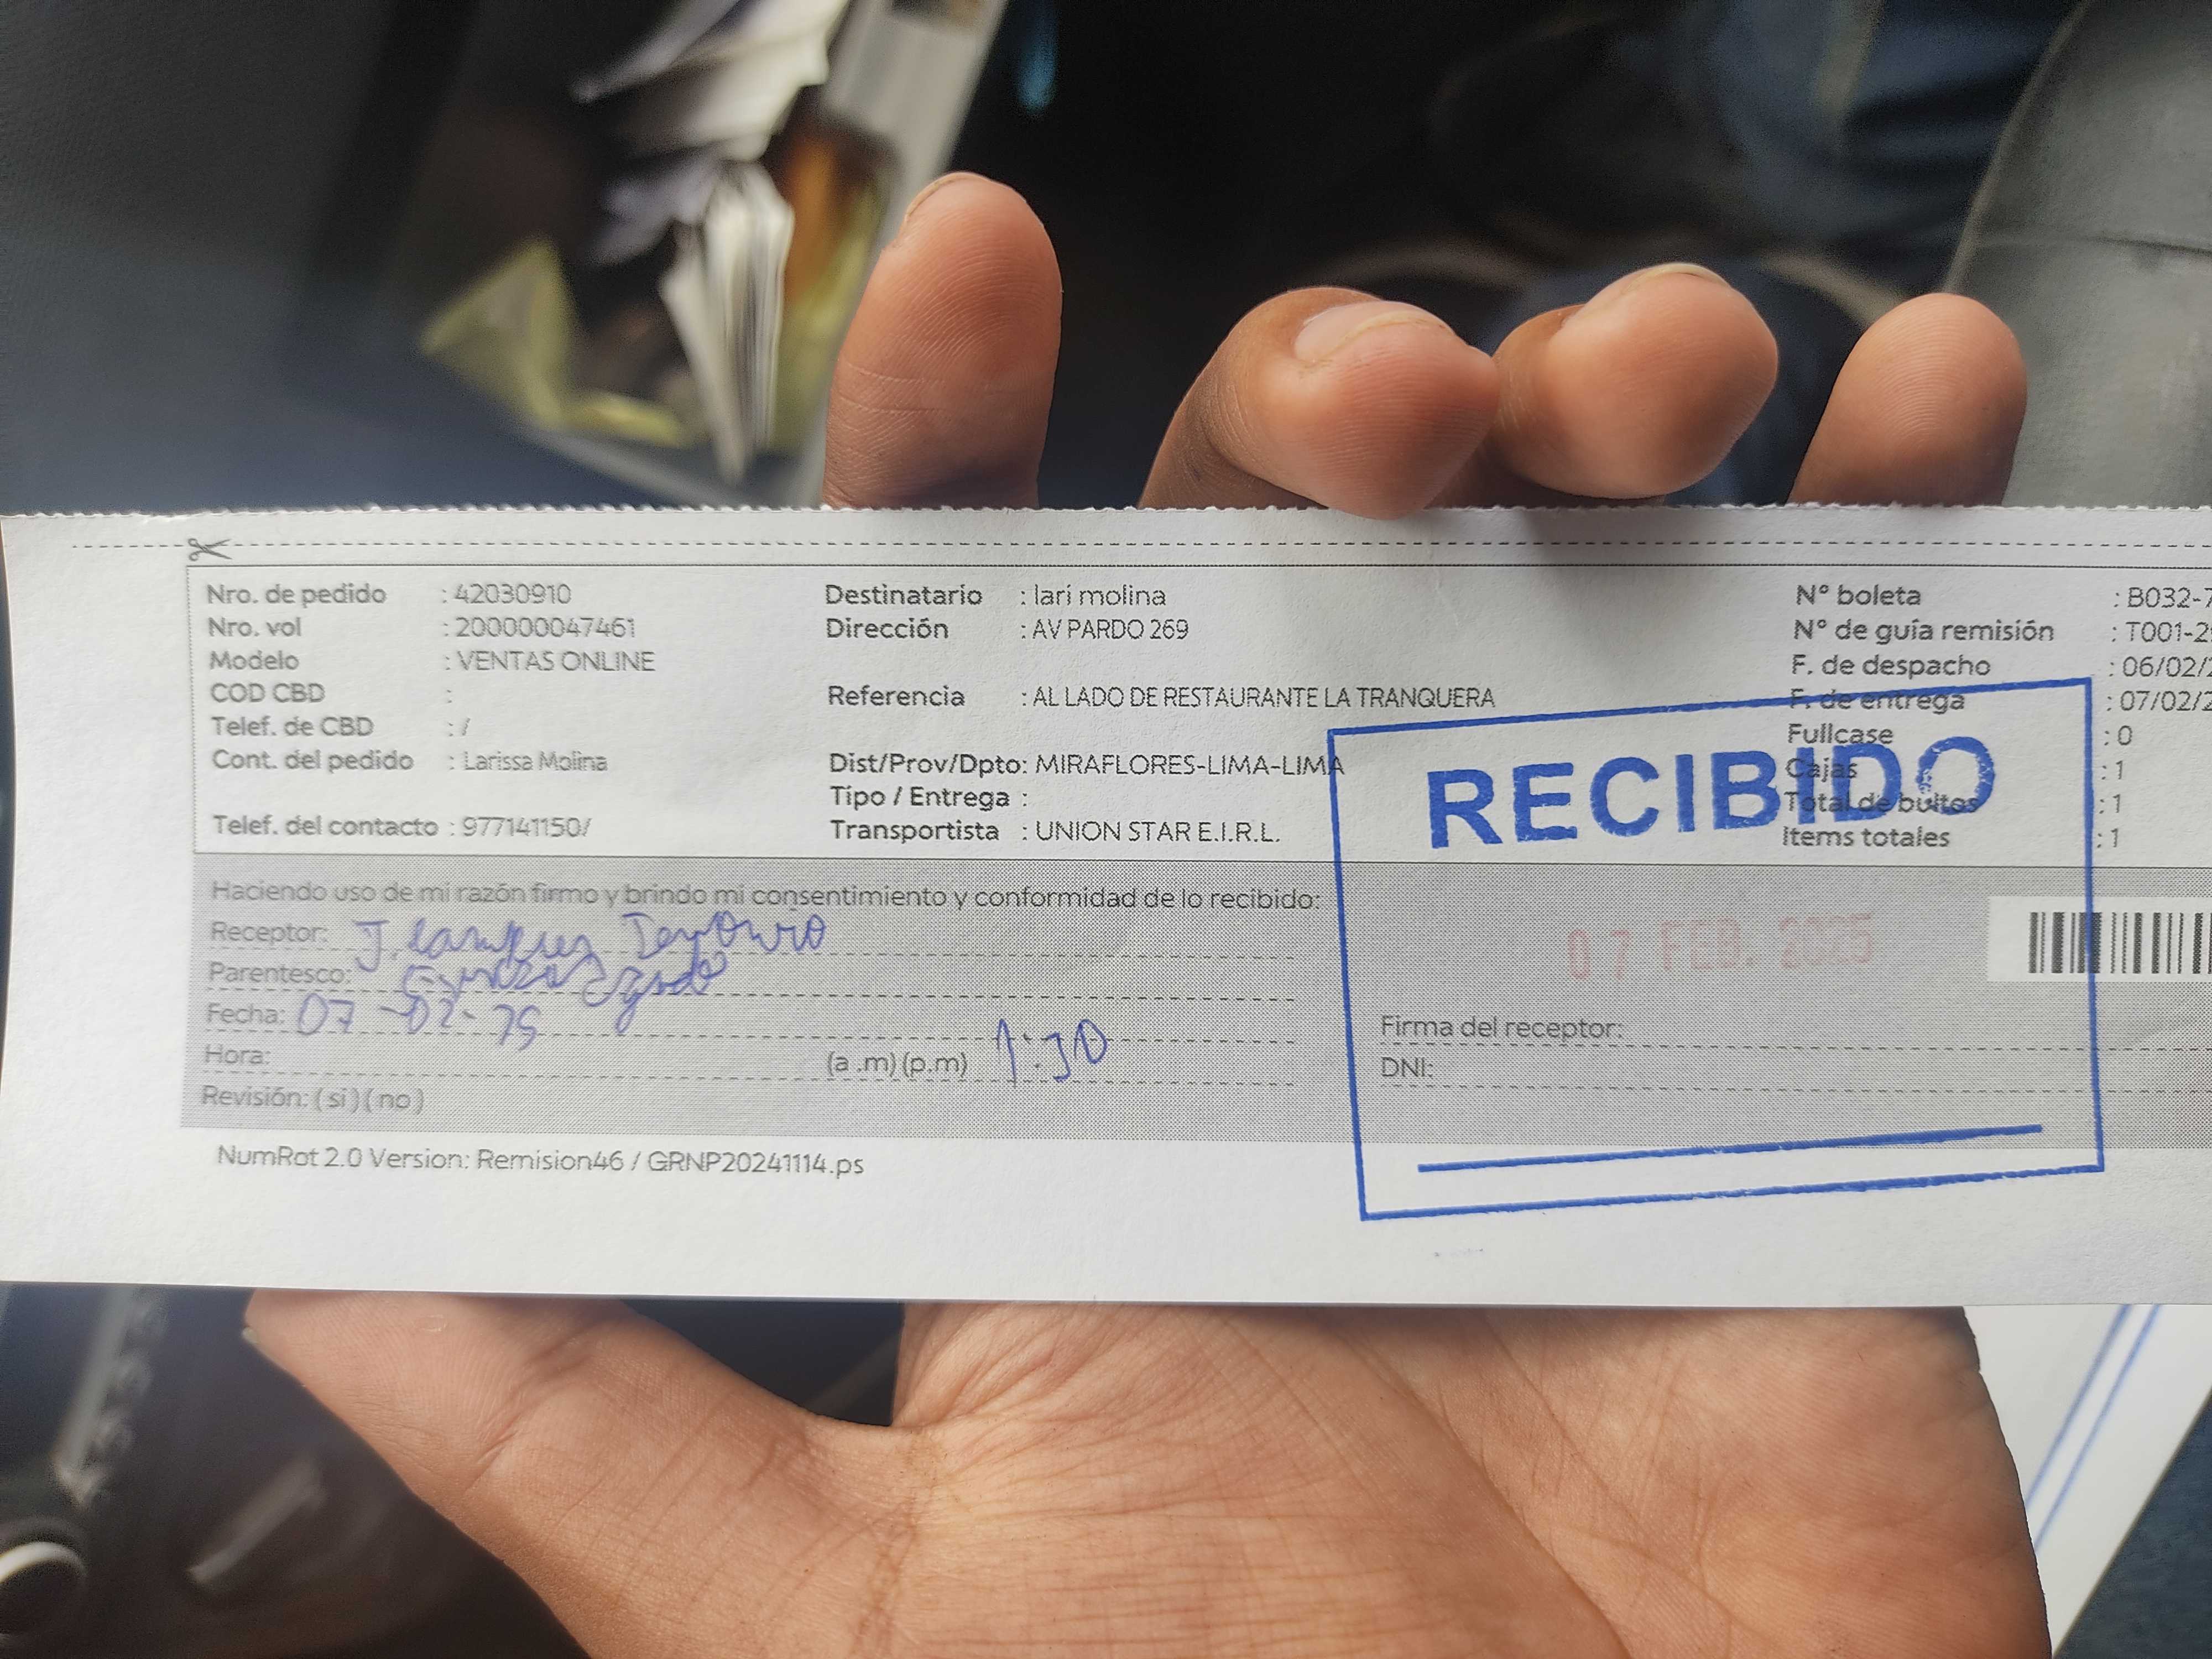 Nro. de pedido : 42030910
Nro. vol : 200000047461
Modelo : VENTAS ONLINE
COD CBD :
Telef. de CBD : /
Cont. del pedido : Larissa Molina
Telef. del contacto : 977141150/
Destinatario : lari molina
Dirección : AV PARDO 269
Referencia : AL LADO DE RESTAURANTE LA TRANQUERA
Dist/Prov/Dpto: MIRAFLORES-LIMA-LIMA
Tipo / Entrega :
Transportista : UNION STAR E.I.R.L.
N° boleta : B032-7
N° de guía remisión : T001-2
F. de despacho : 06/02/2
F. de entrega : 07/02/2
Fullcase : 0
Cajas : 1
Total de bultos : 1
Items totales : 1
RECIBIDO
07 FEB. 2025
Haciendo uso de mi razón firmo y brindo mi consentimiento y conformidad de lo recibido:
Receptor:
Parentesco:
Fecha: 07-02-25
Hora: (a .m) (p.m) 1:30
Revisión: ( si ) ( no )
Firma del receptor:
DNI:
NumRot 2.0 Version: Remision46 / GRNP20241114.ps